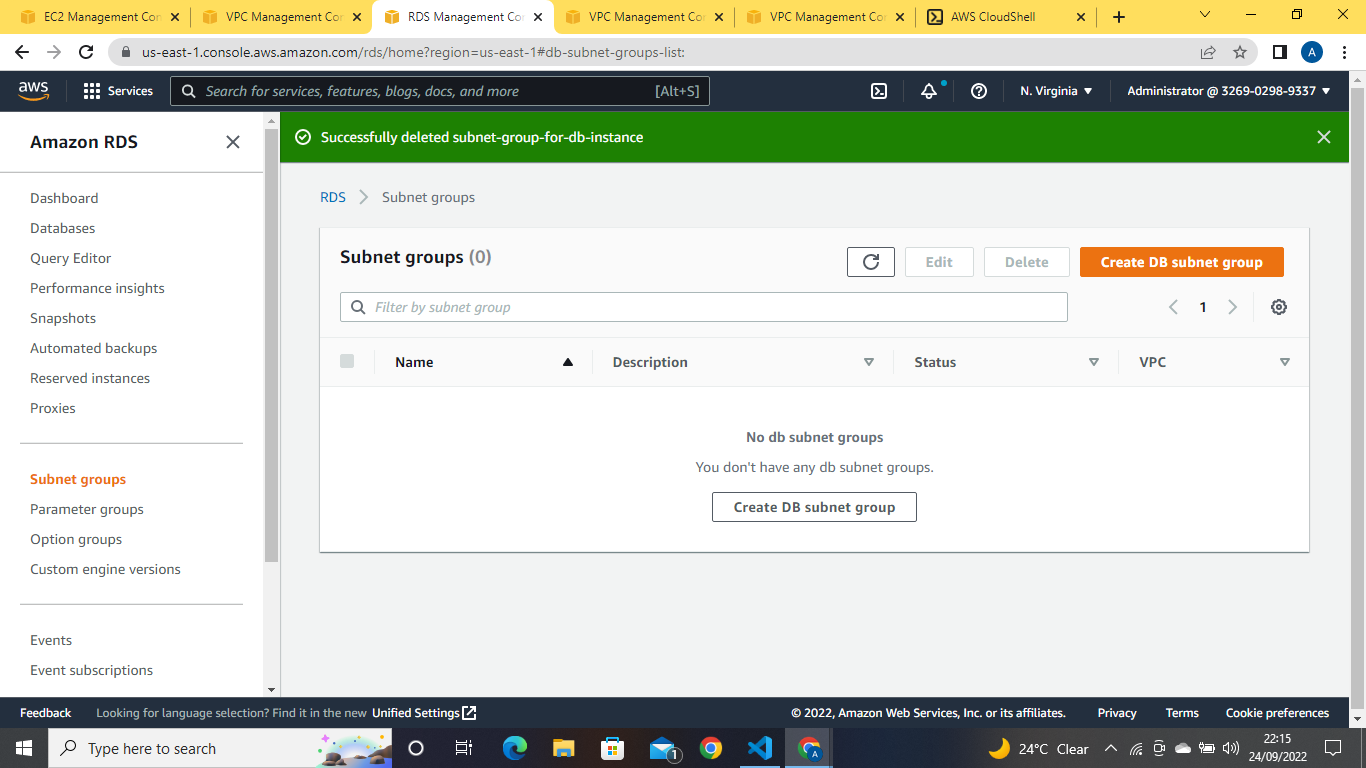 EC2 Management Con
VPC Management Con
RDS Management Con
VPC Management Con
VPC Management Con
AWS CloudShell
us-east-1.console.aws.amazon.com/rds/home?region=us-east-1#db-subnet-groups-list:
A
aws
Services
Search for services, features, blogs, docs, and more
[Alt+S]
N. Virginia
Administrator @ 3269-0298-9337
Amazon RDS
Successfully deleted subnet-group-for-db-instance
Dashboard
Databases
Query Editor
Performance insights
Snapshots
Automated backups
Reserved instances
Proxies
Subnet groups
Parameter groups
Option groups
Custom engine versions
Events
Event subscriptions
RDS
Subnet groups
Subnet groups (0)
Edit
Delete
Create DB subnet group
Filter by subnet group
1
Name
Description
Status
VPC
No db subnet groups
You don't have any db subnet groups.
Create DB subnet group
Feedback
Looking for language selection? Find it in the new Unified Settings
© 2022, Amazon Web Services, Inc. or its affiliates.
Privacy
Terms
Cookie preferences
Type here to search
1
A
24°C Clear
22:15
24/09/2022